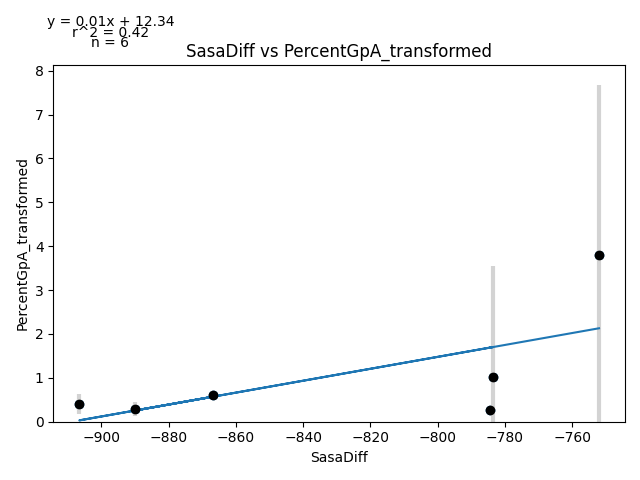 y = 0.01x + 12.34
r^2 = 0.42
n = 6
SasaDiff vs PercentGpA_transformed
8
7
6
5
4
3
2
1
0
PercentGpA_transformed
−900
−880
−860
−840
−820
−800
−780
−760
SasaDiff